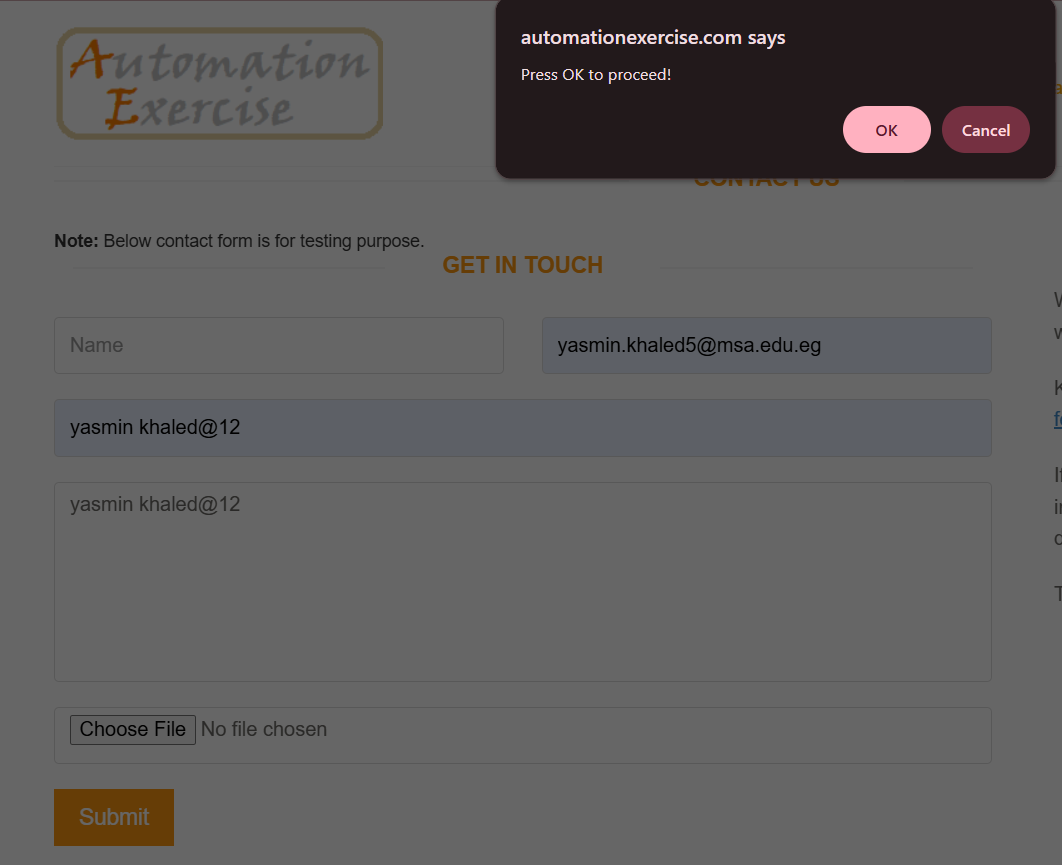 automationexercise.com says
Press OK to proceed!
OK
Cancel
Automation
Exercise
CONTACT US
Note: Below contact form is for testing purpose.
GET IN TOUCH
Name
yasmin.khaled5@msa.edu.eg
yasmin khaled@12
yasmin khaled@12
Choose File No file chosen
Submit